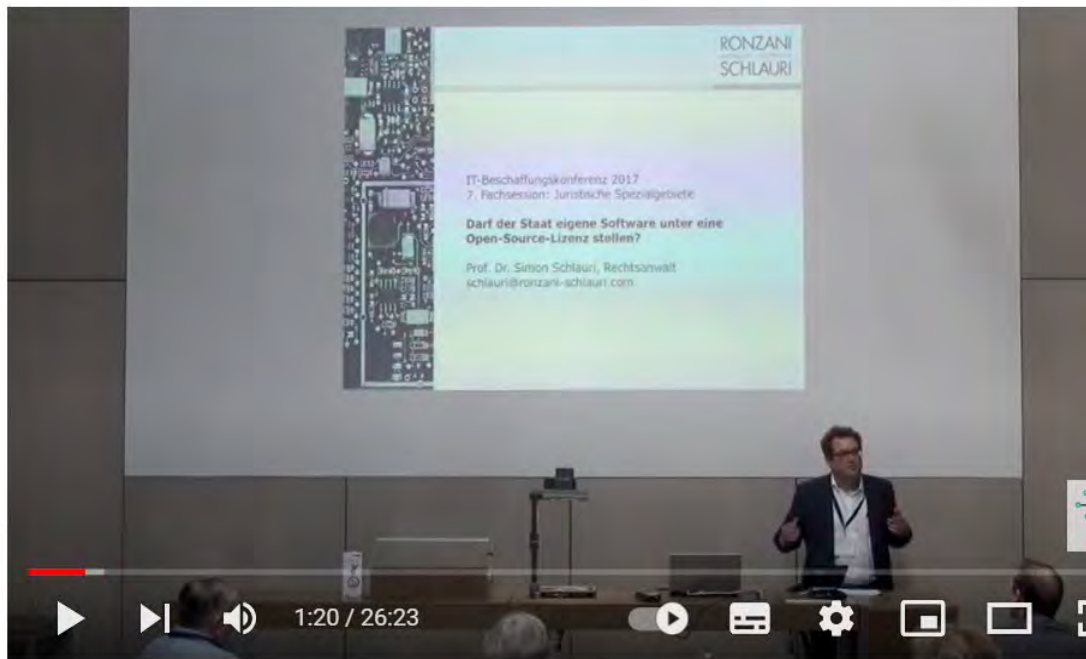 RONZANI
SCHLAURI
IT-Beschaffungskonferenz 2017
7. Fachsession: Juristische Spezialgebiete
Darf der Staat eigene Software unter eine
Open-Source-Lizenz stellen?
Prof. Dr. Simon Schlauri, Rechtsanwalt
schlauri@ronzani-schlauri.com
1:20 / 26:23